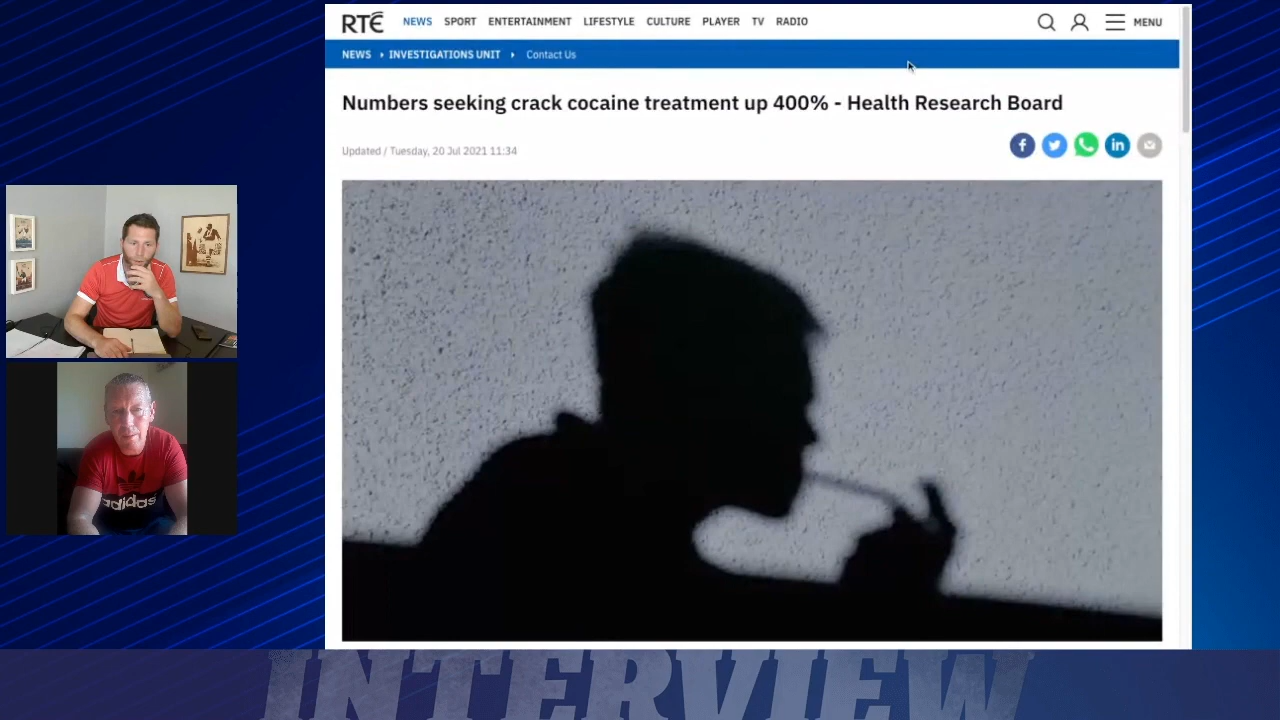 RTÉ NEWS SPORT ENTERTAINMENT LIFESTYLE CULTURE PLAYER TV RADIO MENU
NEWS INVESTIGATIONS UNIT Contact Us
Numbers seeking crack cocaine treatment up 400% - Health Research Board
Updated / Tuesday, 20 Jul 2021 11:34
adidas
INTERVIEW